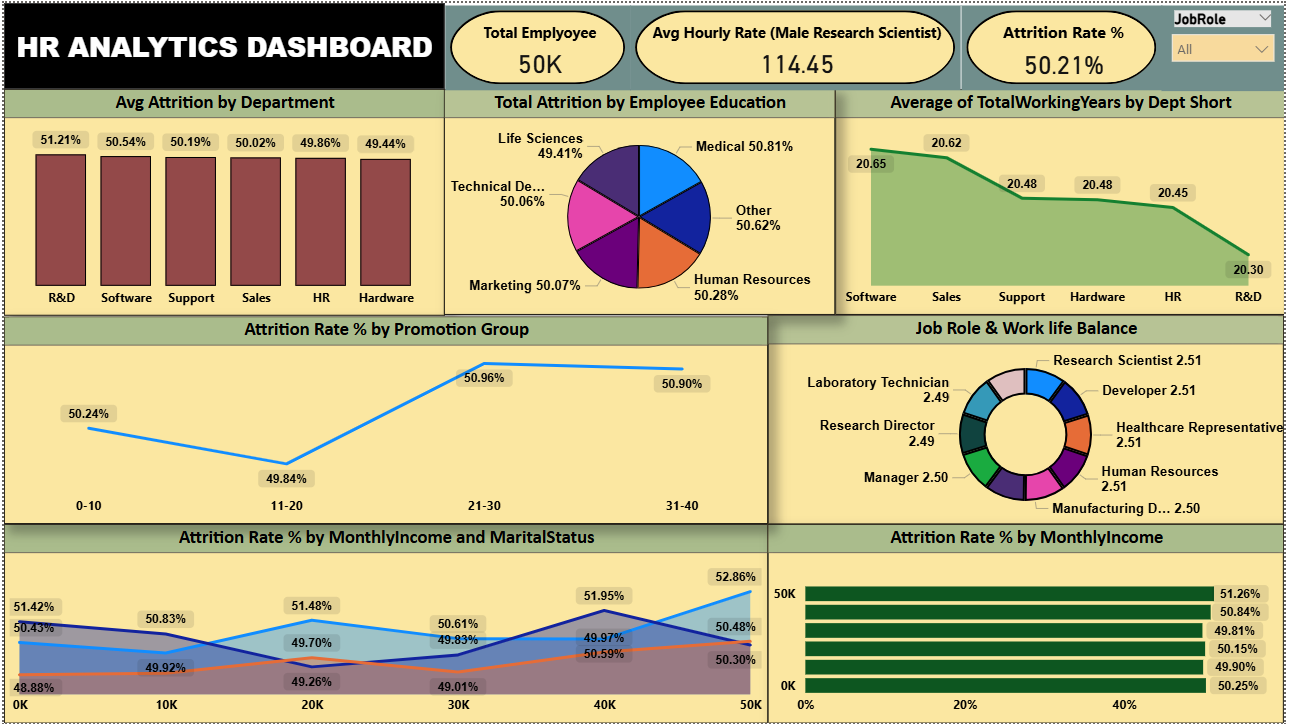 HR ANALYTICS DASHBOARD
Total Emplyoyee
50K
Avg Hourly Rate (Male Research Scientist)
114.45
Attrition Rate %
50.21%
JobRole
All
Avg Attrition by Department
51.21% 50.54% 50.19% 50.02% 49.86% 49.44%
R&D Software Support Sales HR Hardware
Total Attrition by Employee Education
Life Sciences
49.41%
Medical 50.81%
Technical De...
50.06%
Other
50.62%
Marketing 50.07%
Human Resources
50.28%
Average of TotalWorkingYears by Dept Short
20.65 20.62 20.48 20.48 20.45 20.30
Software Sales Support Hardware HR R&D
Attrition Rate % by Promotion Group
50.24% 49.84% 50.96% 50.90%
0-10 11-20 21-30 31-40
Job Role & Work life Balance
Research Scientist 2.51
Laboratory Technician
2.49
Developer 2.51
Research Director
2.49
Healthcare Representative
2.51
Manager 2.50
Human Resources
2.51
Manufacturing D... 2.50
Attrition Rate % by MonthlyIncome and MaritalStatus
51.42% 50.83% 51.48% 50.61% 51.95% 52.86%
50.43% 49.92% 49.70% 49.83% 49.97% 50.48%
48.88% 49.26% 49.01% 50.59% 50.30%
0K 10K 20K 30K 40K 50K
Attrition Rate % by MonthlyIncome
50K 51.26%
50.84%
49.81%
50.15%
49.90%
0K 50.25%
0% 20% 40%